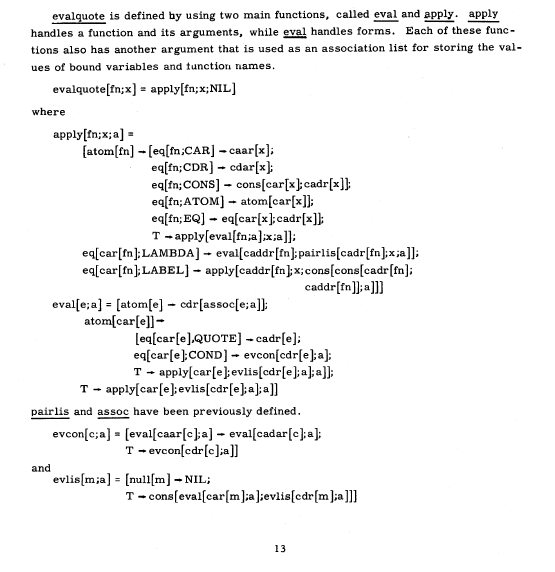 evalquote is defined by using two main functions, called eval and apply. apply
handles a function and its arguments, while eval handles forms. Each of these func-
tions also has another argument that is used as an association list for storing the val-
ues of bound variables and function names.
evalquote[fn;x] = apply[fn;x;NIL]
where
apply[fn;x;a] =
[atom[fn] → [eq[fn;CAR] → caar[x];
eq[fn;CDR] → cdar[x];
eq[fn;CONS] → cons[car[x];cadr[x]];
eq[fn;ATOM] → atom[car[x]];
eq[fn;EQ] → eq[car[x];cadr[x]];
T → apply[eval[fn;a];x;a]];
eq[car[fn];LAMBDA] → eval[caddr[fn];pairlis[cadr[fn];x;a]];
eq[car[fn];LABEL] → apply[caddr[fn];x;cons[cons[cadr[fn];
caddr[fn]];a]]]
eval[e;a] = [atom[e] → cdr[assoc[e;a]];
atom[car[e]] →
[eq[car[e],QUOTE] → cadr[e];
eq[car[e];COND] → evcon[cdr[e];a];
T → apply[car[e];evlis[cdr[e];a];a]];
T → apply[car[e];evlis[cdr[e];a];a]]
pairlis and assoc have been previously defined.
evcon[c;a] = [eval[caar[c];a] → eval[cadar[c];a];
T → evcon[cdr[c];a]]
and
evlis[m;a] = [null[m] → NIL;
T → cons[eval[car[m];a];evlis[cdr[m];a]]]
13